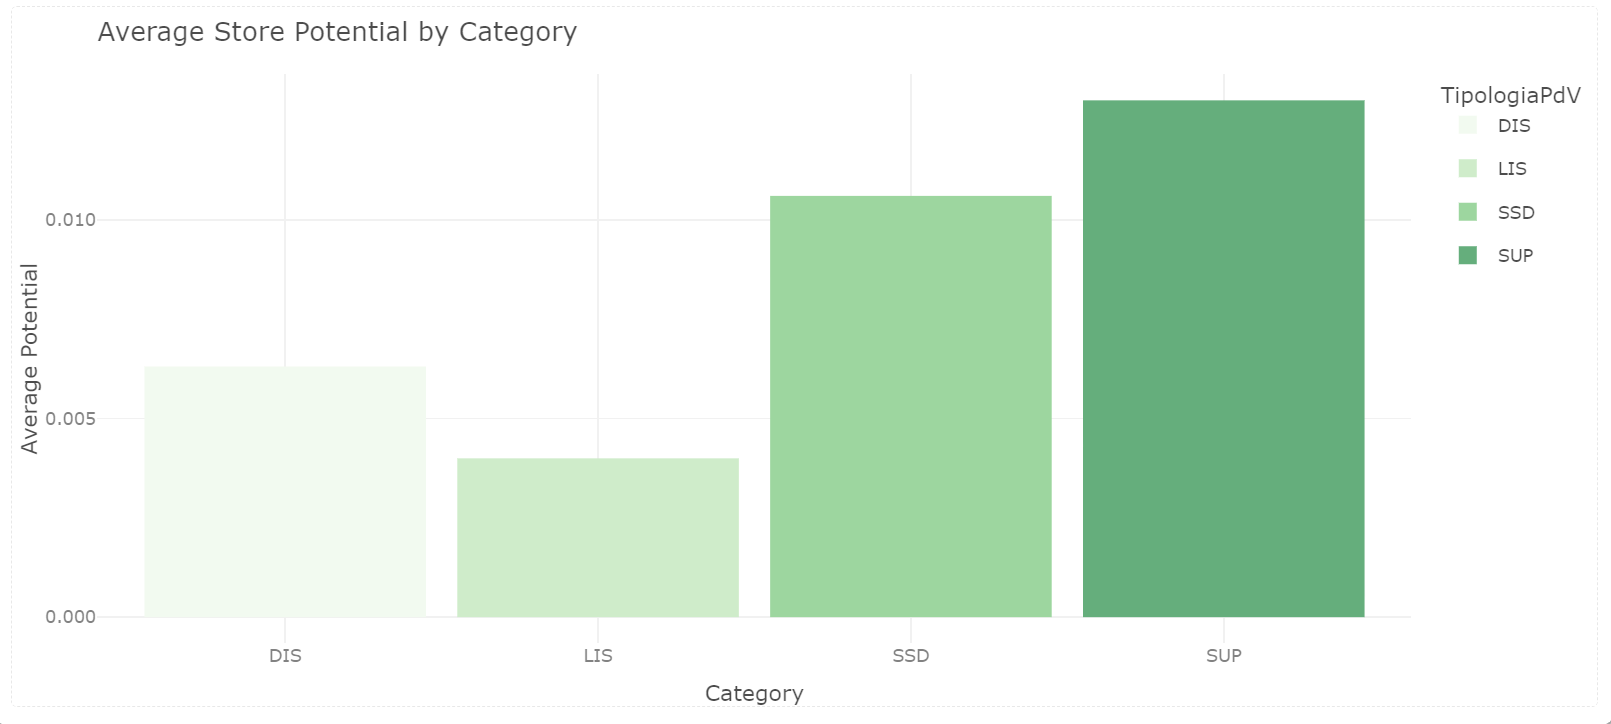 Average Store Potential by Category
TipologiaPdV
DIS
LIS
SSD
SUP
Average Potential
0.010
0.005
0.000
DIS
LIS
SSD
SUP
Category